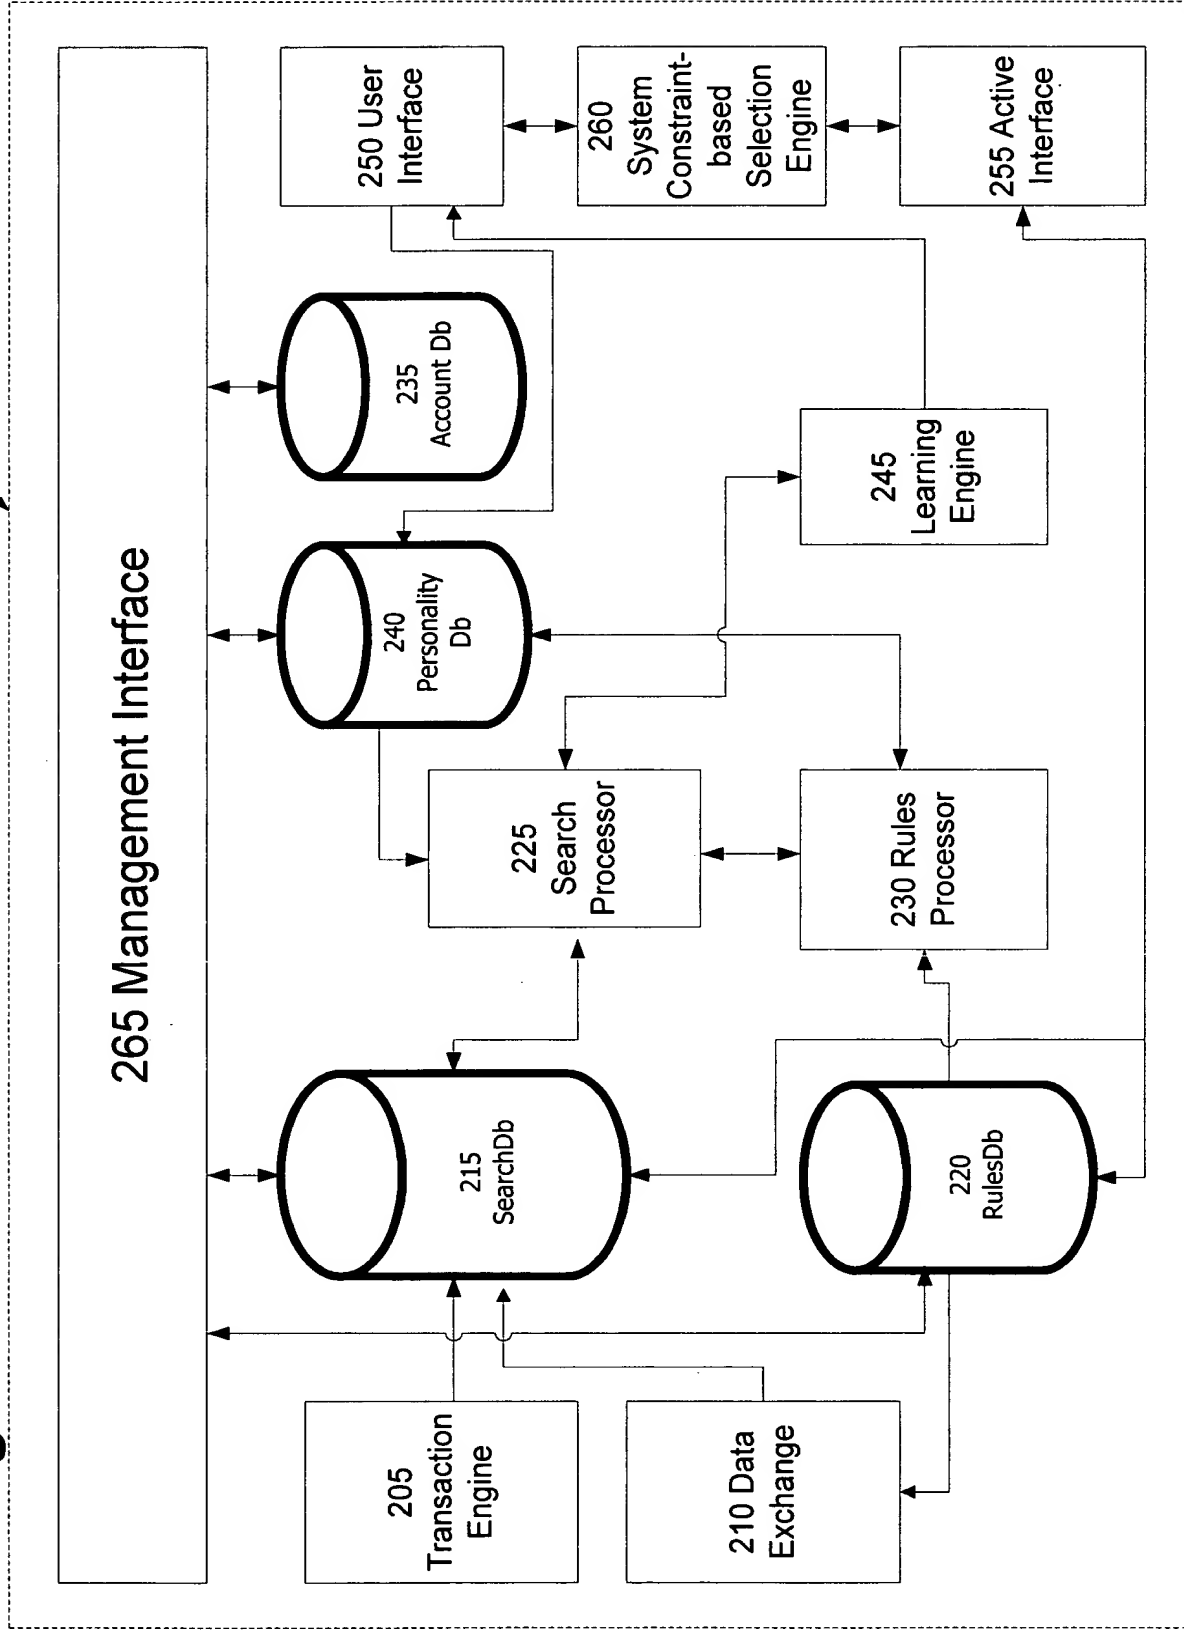 265 Management Interface
205
Transaction
Engine
210 Data
Exchange
215
SearchDb
220
RulesDb
225
Search
Processor
230 Rules
Processor
240
Personality
Db
235
Account Db
245
Learning
Engine
250 User
Interface
260
System
Constraint-
based
Selection
Engine
255 Active
Interface